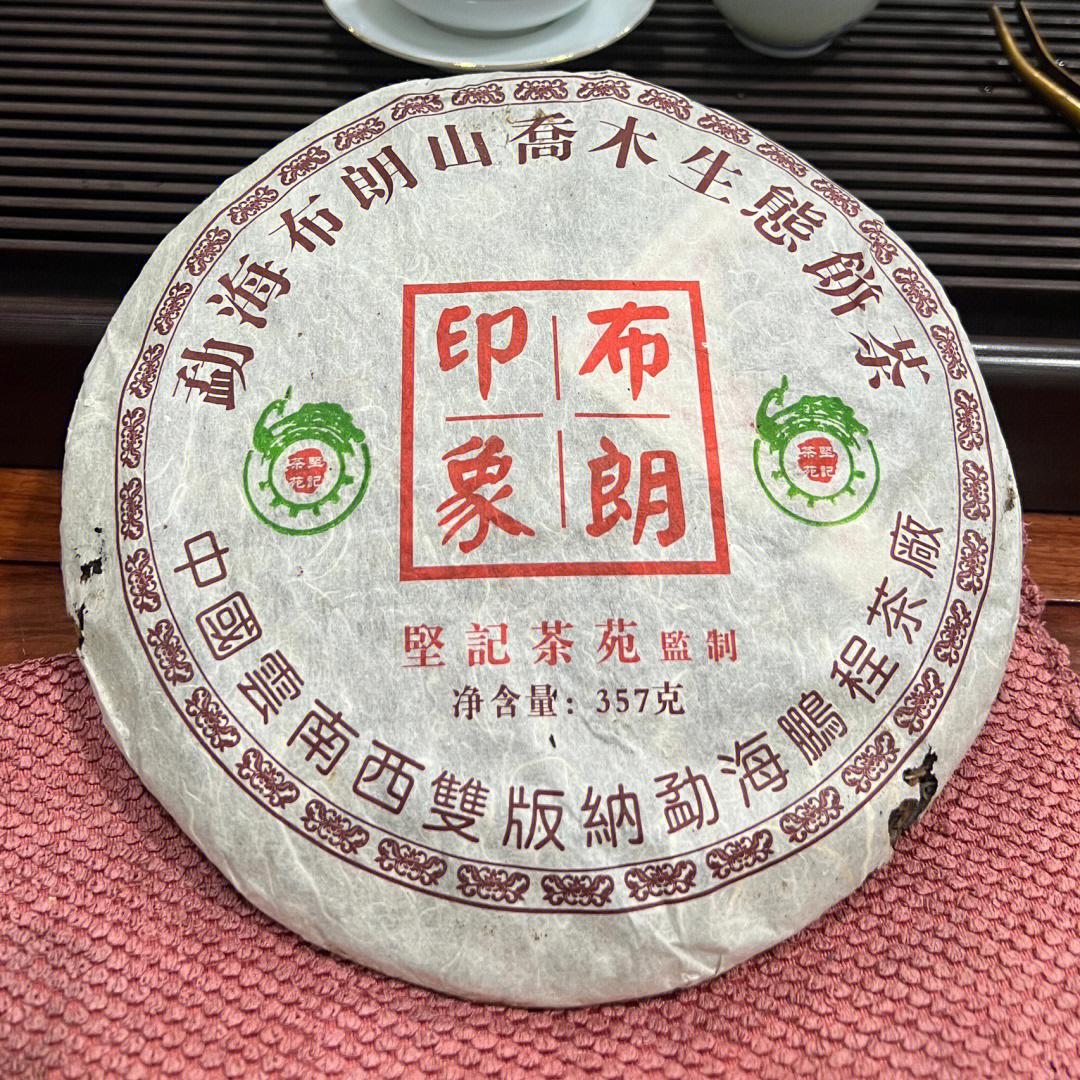 勐海布朗山喬木生態餅茶
布朗
印象
堅記
茶苑
堅記
茶苑
堅記茶苑監制
净含量：357克
中國雲南西雙版納勐海鵬程茶廠